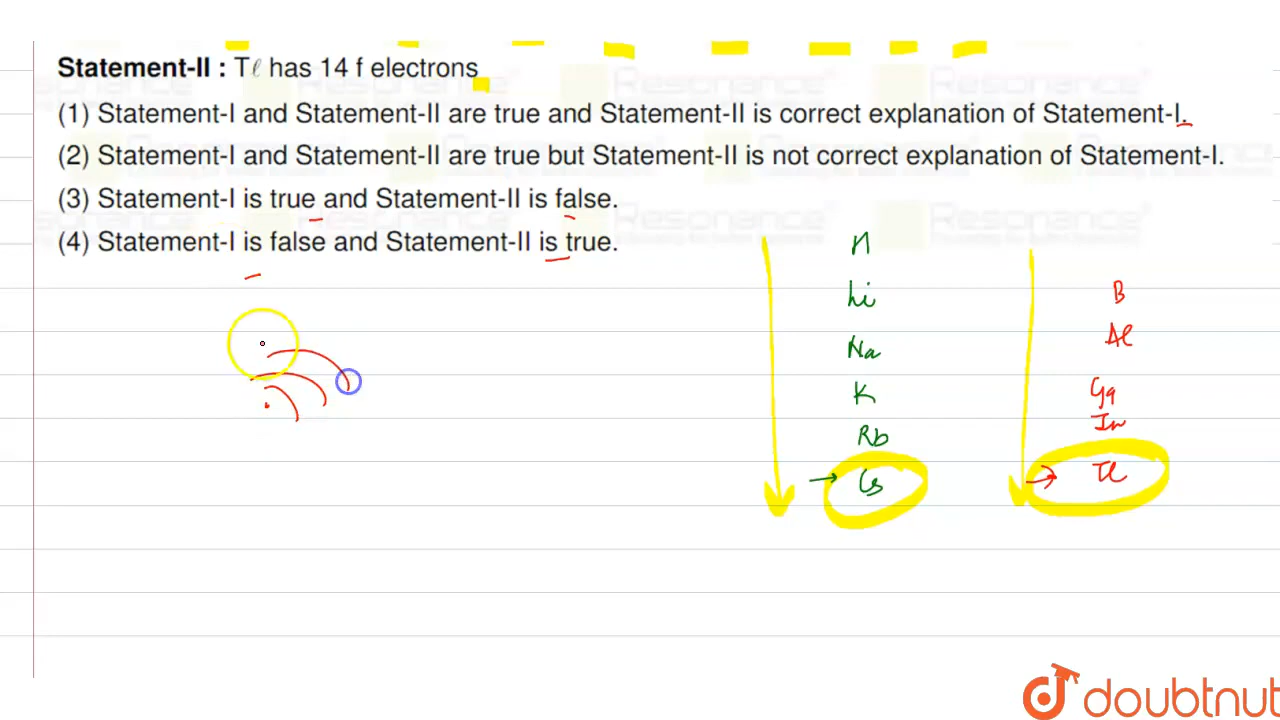 Statement-II : Tℓ has 14 f electrons
(1) Statement-I and Statement-II are true and Statement-II is correct explanation of Statement-I.
(2) Statement-I and Statement-II are true but Statement-II is not correct explanation of Statement-I.
(3) Statement-I is true and Statement-II is false.
(4) Statement-I is false and Statement-II is true.
Resonance
H
Li B
Na Al
K Ga
Rb In
Cs Tl
doubtnut